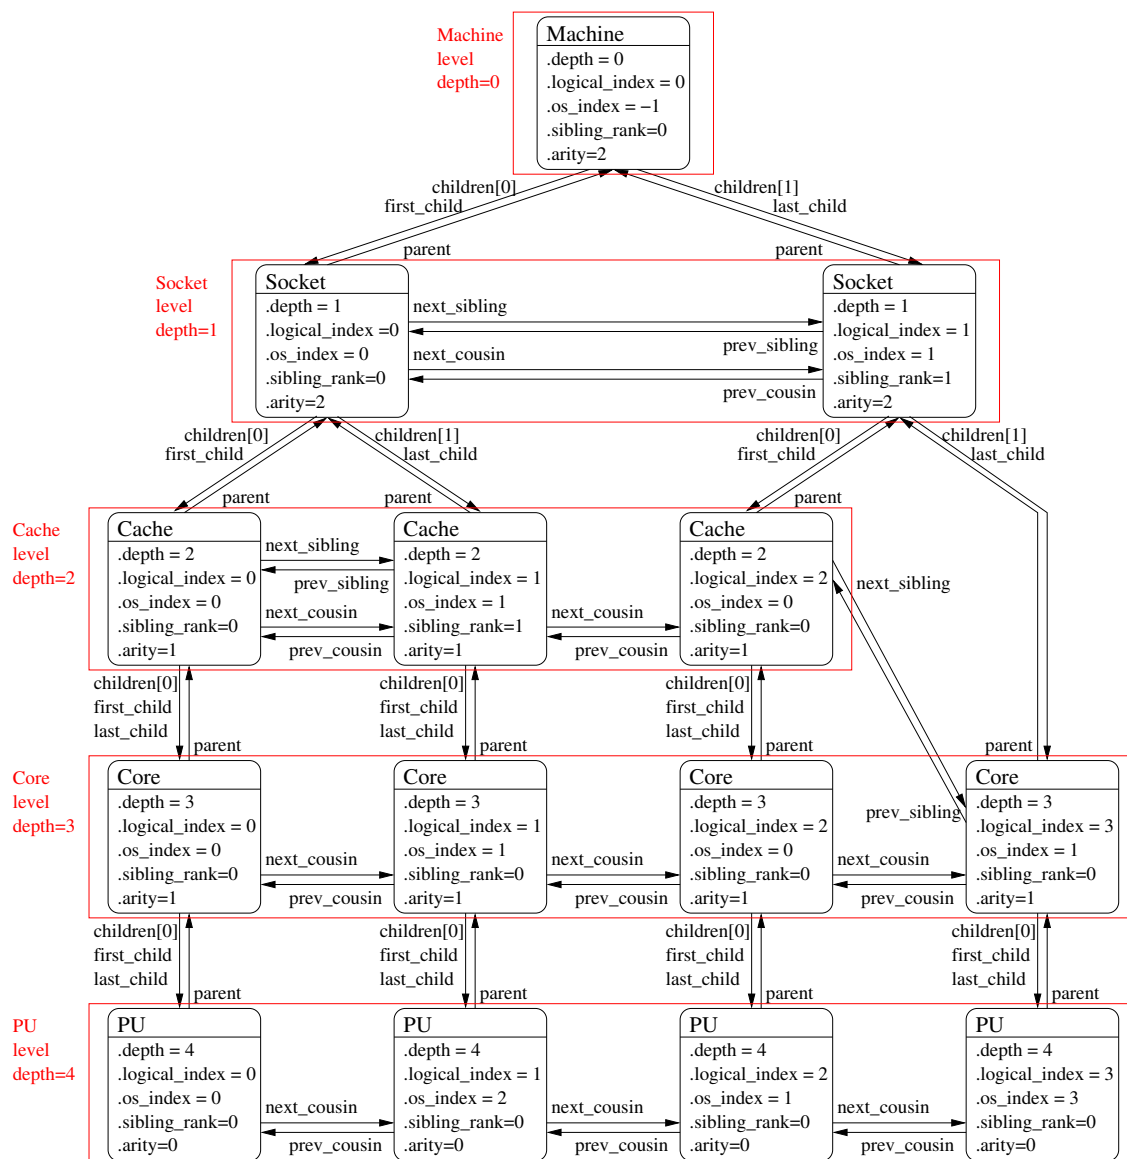 Machine
level
depth=0
Machine
.depth = 0
.logical_index = 0
.os_index = −1
.sibling_rank=0
.arity=2
children[0]
first_child
children[1]
last_child
parent
parent
Socket
level
depth=1
Socket
.depth = 1
.logical_index =0
.os_index = 0
.sibling_rank=0
.arity=2
next_sibling
prev_sibling
next_cousin
prev_cousin
Socket
.depth = 1
.logical_index = 1
.os_index = 1
.sibling_rank=1
.arity=2
children[0]
first_child
children[1]
last_child
children[0]
first_child
children[1]
last_child
parent
parent
parent
Cache
level
depth=2
Cache
.depth = 2
.logical_index = 0
.os_index = 0
.sibling_rank=0
.arity=1
next_sibling
prev_sibling
next_cousin
prev_cousin
Cache
.depth = 2
.logical_index = 1
.os_index = 1
.sibling_rank=1
.arity=1
next_cousin
prev_cousin
Cache
.depth = 2
.logical_index = 2
.os_index = 0
.sibling_rank=0
.arity=1
next_sibling
children[0]
first_child
last_child
parent
children[0]
first_child
last_child
parent
children[0]
first_child
last_child
parent
parent
Core
level
depth=3
Core
.depth = 3
.logical_index = 0
.os_index = 0
.sibling_rank=0
.arity=1
next_cousin
prev_cousin
Core
.depth = 3
.logical_index = 1
.os_index = 1
.sibling_rank=0
.arity=1
next_cousin
prev_cousin
Core
.depth = 3
.logical_index = 2
.os_index = 0
.sibling_rank=0
.arity=1
prev_sibling
next_cousin
prev_cousin
Core
.depth = 3
.logical_index = 3
.os_index = 1
.sibling_rank=0
.arity=1
children[0]
first_child
last_child
parent
children[0]
first_child
last_child
parent
children[0]
first_child
last_child
parent
children[0]
first_child
last_child
parent
PU
level
depth=4
PU
.depth = 4
.logical_index = 0
.os_index = 0
.sibling_rank=0
.arity=0
next_cousin
prev_cousin
PU
.depth = 4
.logical_index = 1
.os_index = 2
.sibling_rank=0
.arity=0
next_cousin
prev_cousin
PU
.depth = 4
.logical_index = 2
.os_index = 1
.sibling_rank=0
.arity=0
next_cousin
prev_cousin
PU
.depth = 4
.logical_index = 3
.os_index = 3
.sibling_rank=0
.arity=0